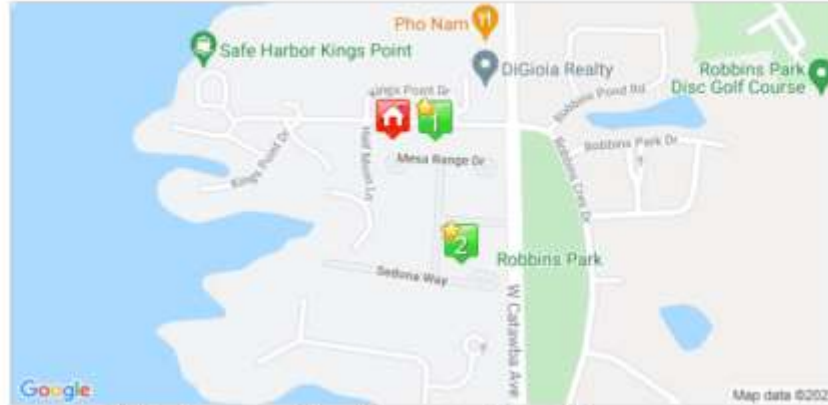 Pho Nam
Safe Harbor Kings Point
DiGioia Realty
Robbins Park
Disc Golf Course
Kings Point Dr
Robbins Pond Rd
1
Mesa Range Dr
Robbins Park Dr
Kings Point Dr
Half Moon Ln
Robbins Cres Dr
2
Robbins Park
Sedona Way
W Catawba Ave
Google
Map data ©202